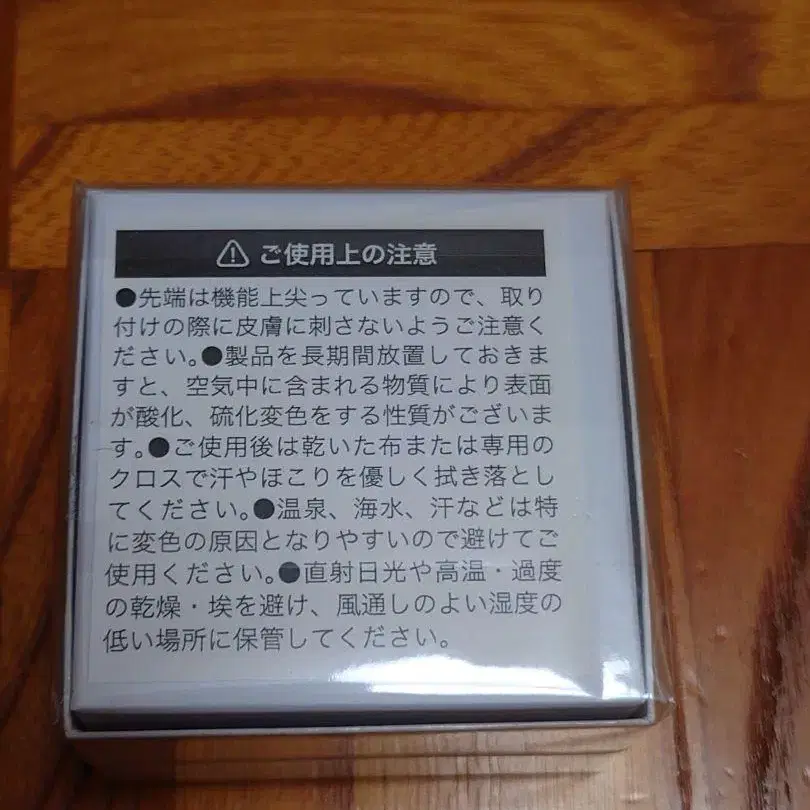 ⚠ ご使用上の注意
●先端は機能上尖っていますので、取り
付けの際に皮膚に刺さないようご注意く
ださい。●製品を長期間放置しておきま
すと、空気中に含まれる物質により表面
が酸化、硫化変色をする性質がございま
す。●ご使用後は乾いた布または専用の
クロスで汗やほこりを優しく拭き落とし
てください。●温泉、海水、汗などは特
に変色の原因となりやすいので避けてご
使用ください。●直射日光や高温・過度
の乾燥・埃を避け、風通しのよい湿度の
低い場所に保管してください。